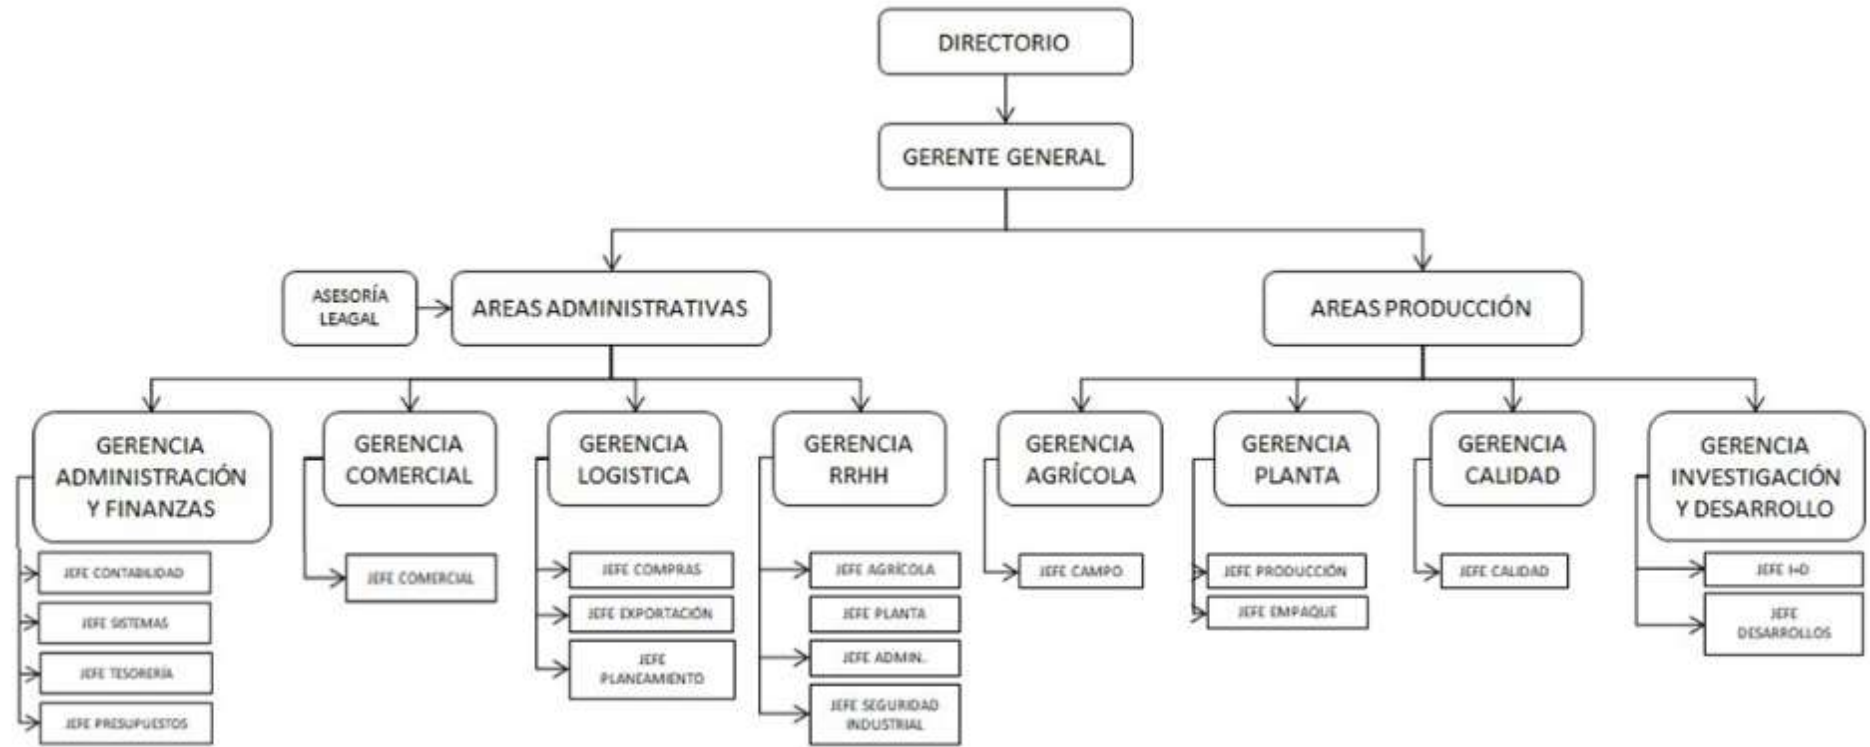 DIRECTORIO
GERENTE GENERAL
ASESORÍA
LEAGAL
AREAS ADMINISTRATIVAS
AREAS PRODUCCIÓN
GERENCIA
ADMINISTRACIÓN
Y FINANZAS
GERENCIA
COMERCIAL
GERENCIA
LOGISTICA
GERENCIA
RRHH
GERENCIA
AGRÍCOLA
GERENCIA
PLANTA
GERENCIA
CALIDAD
GERENCIA
INVESTIGACIÓN
Y DESARROLLO
JEFE CONTABILIDAD
JEFE SISTEMAS
JEFE TESORERÍA
JEFE PRESUPUESTOS
JEFE COMERCIAL
JEFE COMPRAS
JEFE EXPORTACIÓN
JEFE
PLANEAMIENTO
JEFE AGRÍCOLA
JEFE PLANTA
JEFE ADMIN.
JEFE SEGURIDAD
INDUSTRIAL
JEFE CAMPO
JEFE PRODUCCIÓN
JEFE EMPAQUE
JEFE CALIDAD
JEFE I+D
JEFE
DESARROLLOS